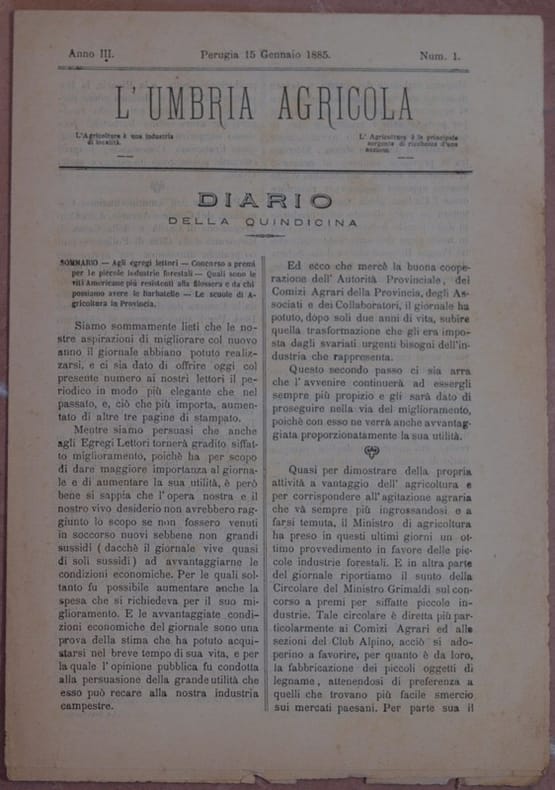 Anno III.
Perugia 15 Gennaio 1885.
Num. 1.
L'UMBRIA AGRICOLA
L'Agricoltura è una industria
di località.
L' Agricoltura è la principale
sorgente di ricchezza d'una
nazione.
DIARIO
DELLA QUINDICINA
SOMMARIO — Agli egregi lettori — Concorso a premi
per le piccole industrie forestali — Quali sono le
viti Americane più resistenti alla filossera e da chi
possiamo avere le barbatelle — Le scuole di A-
gricoltura la Provincia.
Siamo sommamente lieti che le no-
stre aspirazioni di migliorare col nuovo
anno il giornale abbiano potuto realiz-
zarsi, e ci sia dato di offrire oggi col
presente numero ai nostri lettori il pe-
riodico in modo più elegante che nel
passato, e, ciò che più importa, aumen-
tato di altre tre pagine di stampato.
Mentre siamo persuasi che anche
agli Egregi Lettori tornerà gradito siffat-
to miglioramento, poichè ha per scopo
di dare maggiore importanza al giorna-
le e di aumentare la sua utilità, è però
bene si sappia che l'opera nostra e il
nostro vivo desiderio non avrebbero rag-
giunto lo scopo se non fossero venuti
in soccorso nuovi sebbene non grandi
sussidi ( dacchè il giornale vive quasi
di soli sussidi ) ad avvantaggiarne le
condizioni economiche. Per le quali sol-
tanto fu possibile aumentare anche la
spesa che si richiedeva per il suo mi-
glioramento. E le avvantaggiate condi-
zioni economiche del giornale sono una
prova della stima che ha potuto acqui-
starsi nel breve tempo di sua vita, e per
la quale l'opinione pubblica fu condotta
alla persuasione della grande utilità che
esso può recare alla nostra industria
campestre.
Ed ecco che mercè la buona coope-
razione dell' Autorità Provinciale, dei
Comizi Agrari della Provincia, degli As-
sociati e dei Collaboratori, il giornale ha
potuto, dopo soli due anni di vita, subire
quella trasformazione che gli era impo-
sta dagli svariati urgenti bisogni dell'in-
dustria che rappresenta.
Questo secondo passo ci sia arra
che l' avvenire continuerà ad essergli
sempre più propizio e gli sarà dato di
proseguire nella via del miglioramento,
poichè con esso ne verrà anche avvantag-
giata proporzionatamente la sua utilità.
Quasi per dimostrare della propria
attività a vantaggio dell' agricoltura e
per corrispondere all'agitazione agraria
che và sempre più ingrossandosi e a
farsi temuta, il Ministro di agricoltura
ha preso in questi ultimi giorni un ot-
timo provvedimento in favore delle pic-
cole industrie forestali. E in altra parte
del giornale riportiamo il sunto della
Circolare del Ministro Grimaldi sul con-
corso a premi per siffatte piccole in-
dustrie. Tale circolare è diretta più par-
ticolarmente ai Comizi Agrari ed alle
sezioni del Club Alpino, acciò si ado-
perino a favorire, per quanto è da loro,
la fabbricazione dei piccoli oggetti di
legname, attenendosi di preferenza a
quelli che trovano più facile smercio
sui mercati paesani. Per parte sua il